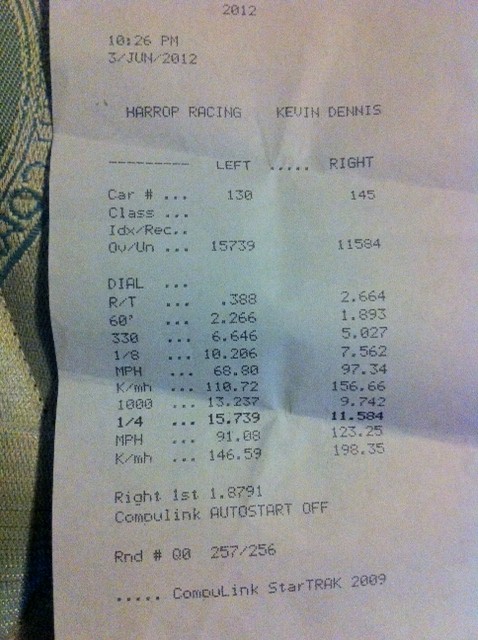 2012
10:26 PM
3/JUN/2012
HARROP RACING KEVIN DENNIS
--------- LEFT ..... RIGHT
Car # ... 130 145
Class ...
Idx/Rec..
Ov/Un ... 15739 11584
DIAL ...
R/T ... .388 2.664
60' ... 2.266 1.893
330 ... 6.646 5.027
1/8 ... 10.206 7.562
MPH ... 68.80 97.34
K/mh ... 110.72 156.66
1000 ... 13.237 9.742
1/4 ... 15.739 11.584
MPH ... 91.08 123.25
K/mh ... 146.59 198.35
Right 1st 1.8791
Compulink AUTOSTART OFF
Rnd # Q0 257/256
..... CompuLink StarTRAK 2009